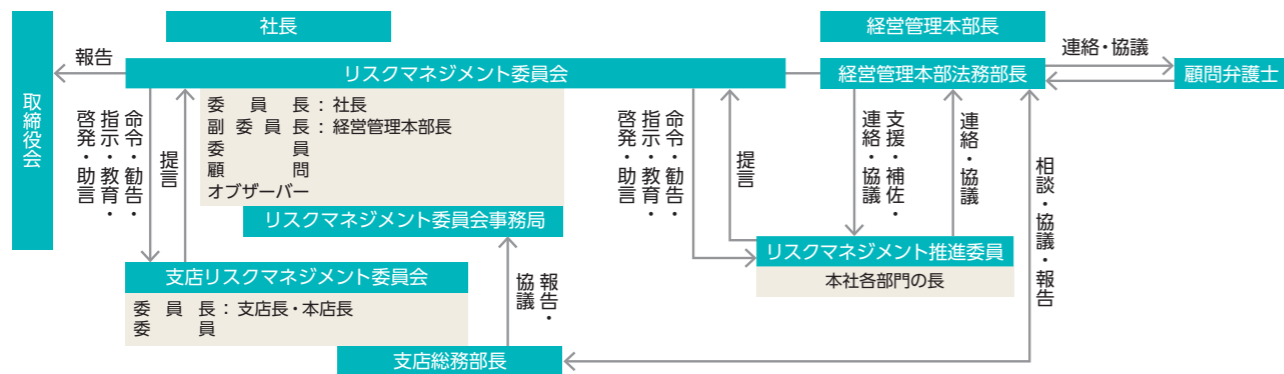 社長
経営管理本部長
取締役会
報告
リスクマネジメント委員会
経営管理本部法務部長
連絡・協議
顧問弁護士
委員長：社長
副委員長：経営管理本部長
委員
顧問
オブザーバー
リスクマネジメント委員会事務局
命令・勧告・
指示・教育・
啓発・助言
提言
命令・勧告・
指示・教育・
啓発・助言
提言
支援・補佐・
連絡・協議
連絡・協議
相談・協議・報告
リスクマネジメント推進委員
本社各部門の長
支店リスクマネジメント委員会
委員長：支店長・本店長
委員
報告・
協議
支店総務部長